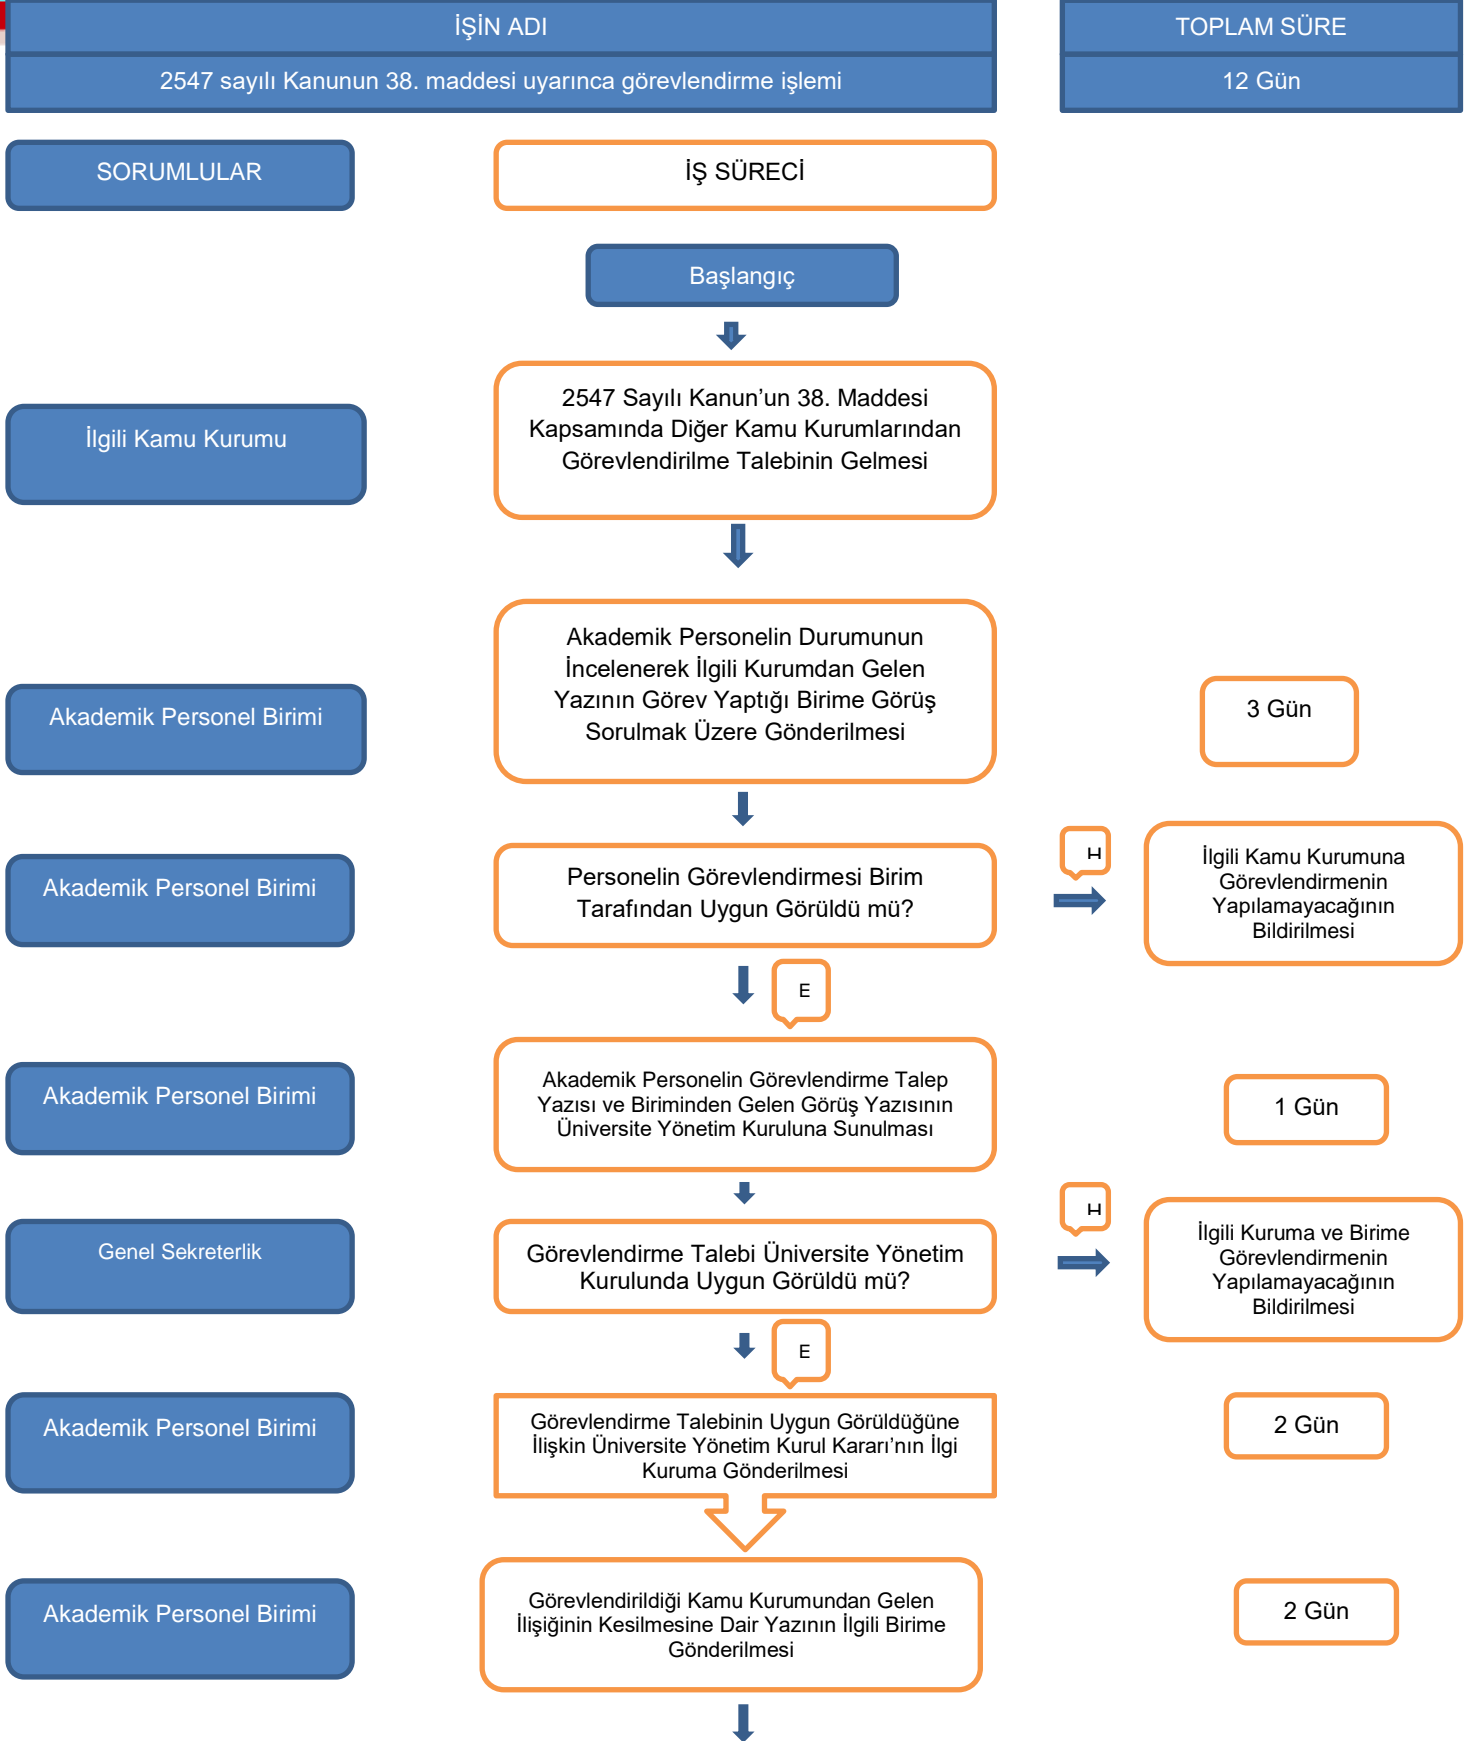 İŞİN ADI
TOPLAM SÜRE
2547 sayılı Kanunun 38. maddesi uyarınca görevlendirme işlemi
12 Gün
SORUMLULAR
İŞ SÜRECİ
Başlangıç
İlgili Kamu Kurumu
2547 Sayılı Kanun’un 38. Maddesi
Kapsamında Diğer Kamu Kurumlarından
Görevlendirilme Talebinin Gelmesi
Akademik Personel Birimi
Akademik Personelin Durumunun
İncelenerek İlgili Kurumdan Gelen
Yazının Görev Yaptığı Birime Görüş
Sorulmak Üzere Gönderilmesi
3 Gün
Akademik Personel Birimi
Personelin Görevlendirmesi Birim
Tarafından Uygun Görüldü mü?
H
İlgili Kamu Kurumuna
Görevlendirmenin
Yapılamayacağının
Bildirilmesi
E
Akademik Personel Birimi
Akademik Personelin Görevlendirme Talep
Yazısı ve Biriminden Gelen Görüş Yazısının
Üniversite Yönetim Kuruluna Sunulması
1 Gün
Genel Sekreterlik
Görevlendirme Talebi Üniversite Yönetim
Kurulunda Uygun Görüldü mü?
H
İlgili Kuruma ve Birime
Görevlendirmenin
Yapılamayacağının
Bildirilmesi
E
Akademik Personel Birimi
Görevlendirme Talebinin Uygun Görüldüğüne
İlişkin Üniversite Yönetim Kurul Kararı’nın İlgi
Kuruma Gönderilmesi
2 Gün
Akademik Personel Birimi
Görevlendirildiği Kamu Kurumundan Gelen
İlişiğinin Kesilmesine Dair Yazının İlgili Birime
Gönderilmesi
2 Gün